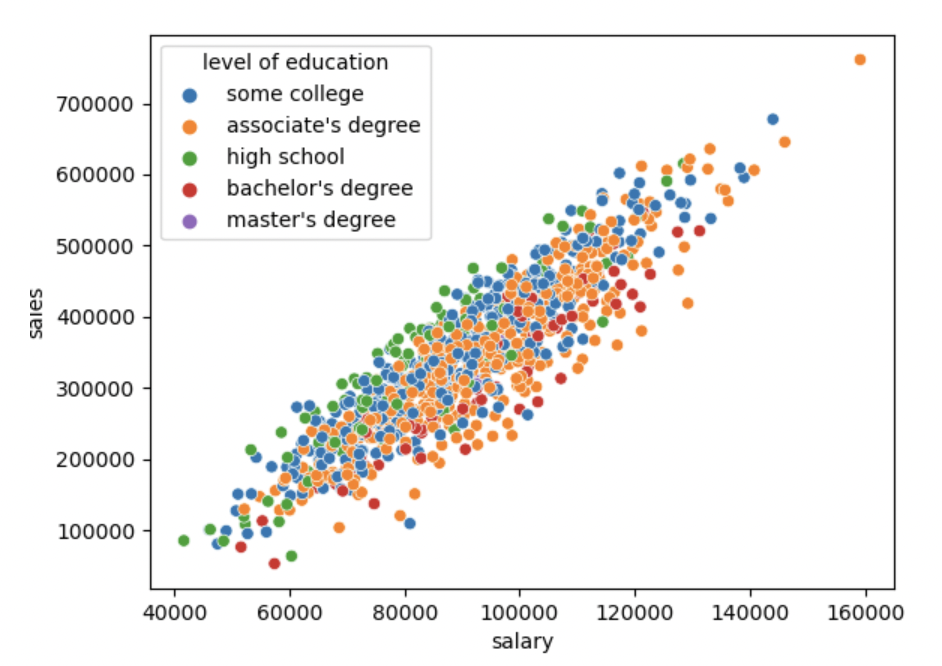 level of education
some college
associate's degree
high school
bachelor's degree
master's degree
700000
600000
500000
400000
300000
200000
100000
sales
40000 60000 80000 100000 120000 140000 160000
salary